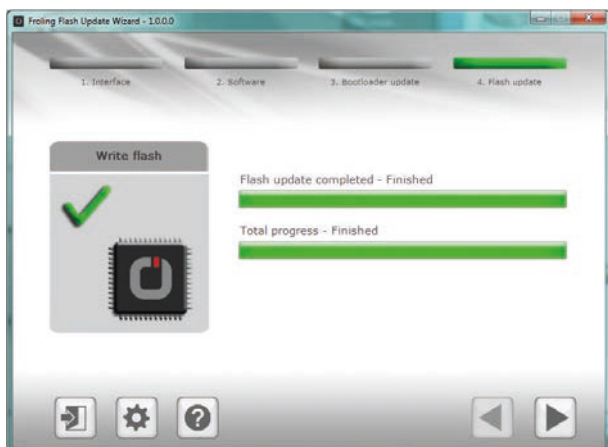 Froling Flash Update Wizard - 1.0.0.0
1. Interface
2. Software
3. Bootloader update
4. Flash update
Write flash
Flash update completed - Finished
Total progress - Finished
?